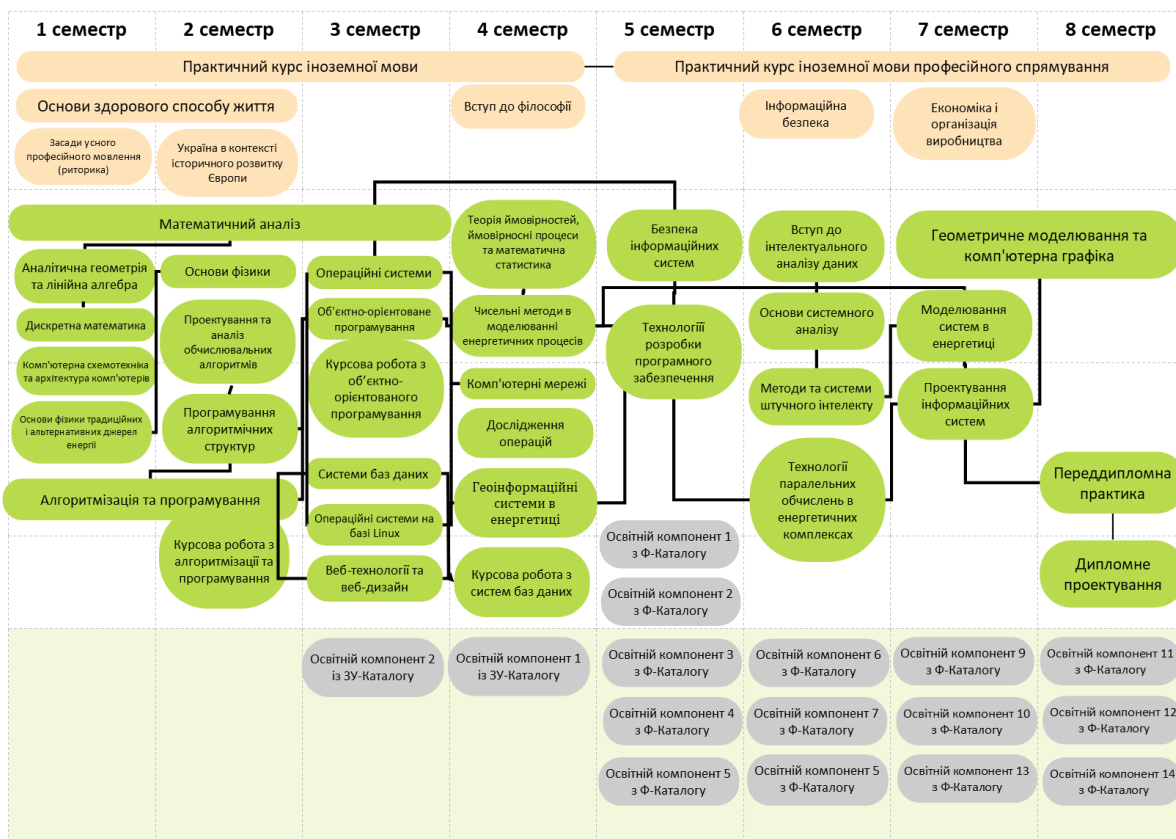 1 семестр
2 семестр
3 семестр
4 семестр
5 семестр
6 семестр
7 семестр
8 семестр
Практичний курс іноземної мови
Практичний курс іноземної мови професійного спрямування
Основи здорового способу життя
Вступ до філософії
Інформаційна
безпека
Економіка і
організація
виробництва
Засади усного
професійного мовлення
(риторика)
Україна в контексті
історичного розвитку
Європи
Математичний аналіз
Теорія ймовірностей,
ймовірносні процеси
та математична
статистика
Безпека
інформаційних
систем
Вступ до
інтелектуального
аналізу даних
Геометричне моделювання та
комп'ютерна графіка
Аналітична геометрія
та лінійна алгебра
Основи фізики
Операційні системи
Дискретна математика
Проектування та
аналіз
обчислювальних
алгоритмів
Об'єктно-орієнтоване
програмування
Чисельні методи в
моделюванні
енергетичних процесів
Технологіїї
розробки
програмного
забезпечення
Основи системного
аналізу
Моделювання
систем в
енергетиці
Комп'ютерна схемотехніка
та архітектура комп'ютерів
Курсова робота з
об'єктно-
орієнтованого
програмування
Комп'ютерні мережі
Методи та системи
штучного інтелекту
Проектування
інформаційних
систем
Основи фізики традиційних
і альтернативних джерел
енергії
Програмування
алгоритмічних
структур
Дослідження
операцій
Алгоритмізація та програмування
Системи баз даних
Геоінформаційні
системи в
енергетиці
Технології
паралельних
обчислень в
енергетичних
комплексах
Переддипломна
практика
Курсова робота з
алгоритмізації та
програмування
Операційні системи на
базі Linux
Освітній компонент 1
з Ф-Каталогу
Веб-технології та
веб-дизайн
Курсова робота з
систем баз даних
Освітній компонент 2
з Ф-Каталогу
Дипломне
проектування
Освітній компонент 2
із ЗУ-Каталогу
Освітній компонент 1
із ЗУ-Каталогу
Освітній компонент 3
з Ф-Каталогу
Освітній компонент 6
з Ф-Каталогу
Освітній компонент 9
з Ф-Каталогу
Освітній компонент 11
з Ф-Каталогу
Освітній компонент 4
з Ф-Каталогу
Освітній компонент 7
з Ф-Каталогу
Освітній компонент 10
з Ф-Каталогу
Освітній компонент 12
з Ф-Каталогу
Освітній компонент 5
з Ф-Каталогу
Освітній компонент 5
з Ф-Каталогу
Освітній компонент 13
з Ф-Каталогу
Освітній компонент 14
з Ф-Каталогу